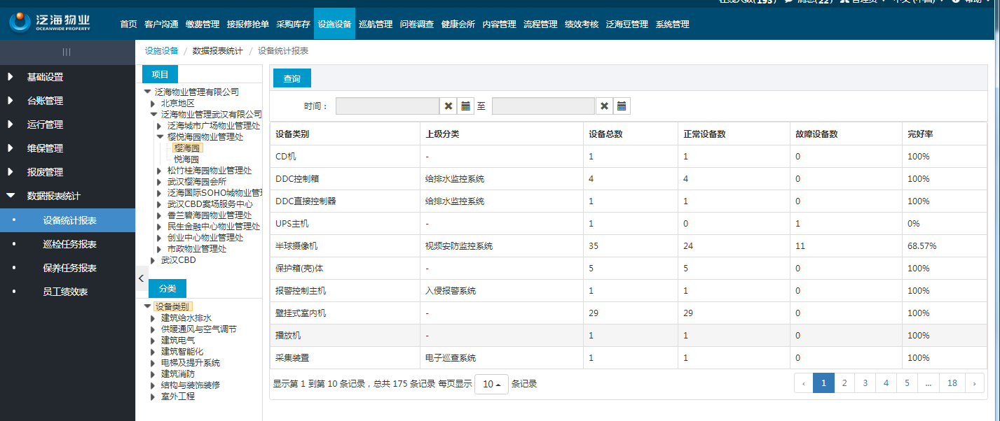 在线人数(193) 消息(22) 管理员 中文(中国) 帮助
泛海物业
OCEANWIDE PROPERTY
首页 客户沟通 缴费管理 接报修抢单 采购库存 设施设备 巡航管理 问卷调查 健康会所 内容管理 流程管理 绩效考核 泛海豆管理 系统管理
设施设备 / 数据报表统计 / 设备统计报表
基础设置
台账管理
运行管理
维保管理
报废管理
数据报表统计
设备统计报表
巡检任务报表
保养任务报表
员工绩效表
项目
泛海物业管理有限公司
北京地区
泛海物业管理武汉有限公司
泛海城市广场物业管理处
樱悦海园物业管理处
樱海园
悦海园
松竹桂海园物业管理处
武汉樱海园会所
泛海国际SOHO城物业管理
武汉CBD案场服务中心
香兰碧海园物业管理处
民生金融中心物业管理处
创业中心物业管理处
市政物业管理处
武汉CBD
分类
设备类别
建筑给水排水
供暖通风与空气调节
建筑电气
建筑智能化
电梯及提升系统
建筑消防
结构与装饰装修
室外工程
查询
时间： 至
设备类别 上级分类 设备总数 正常设备数 故障设备数 完好率
CD机 - 1 1 0 100%
DDC控制箱 给排水监控系统 4 4 0 100%
DDC直接控制器 给排水监控系统 1 1 0 100%
UPS主机 - 1 0 1 0%
半球摄像机 视频安防监控系统 35 24 11 68.57%
保护箱(壳)体 - 5 5 0 100%
报警控制主机 入侵报警系统 1 1 0 100%
壁挂式室内机 - 29 29 0 100%
播放机 - 1 1 0 100%
采集装置 电子巡查系统 1 1 0 100%
显示第 1 到第 10 条记录，总共 175 条记录 每页显示 10 条记录
‹ 1 2 3 4 5 ... 18 ›